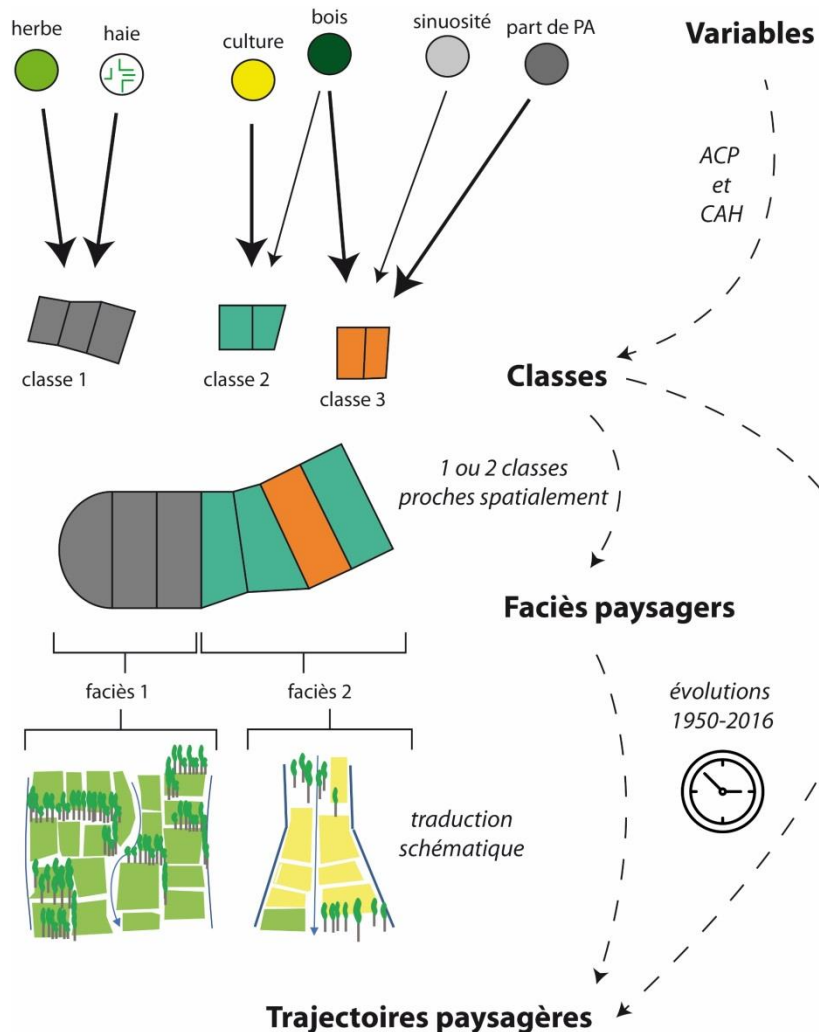 herbe
haie
culture
bois
sinuosité
part de PA
Variables
ACP
et
CAH
classe 1
classe 2
classe 3
Classes
1 ou 2 classes
proches spatialement
Faciès paysagers
faciès 1
faciès 2
évolutions
1950-2016
traduction
schématique
Trajectoires paysagères